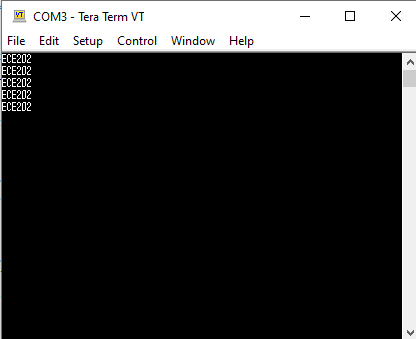 COM3 - Tera Term VT
File Edit Setup Control Window Help
ECE202
ECE202
ECE202
ECE202
ECE202